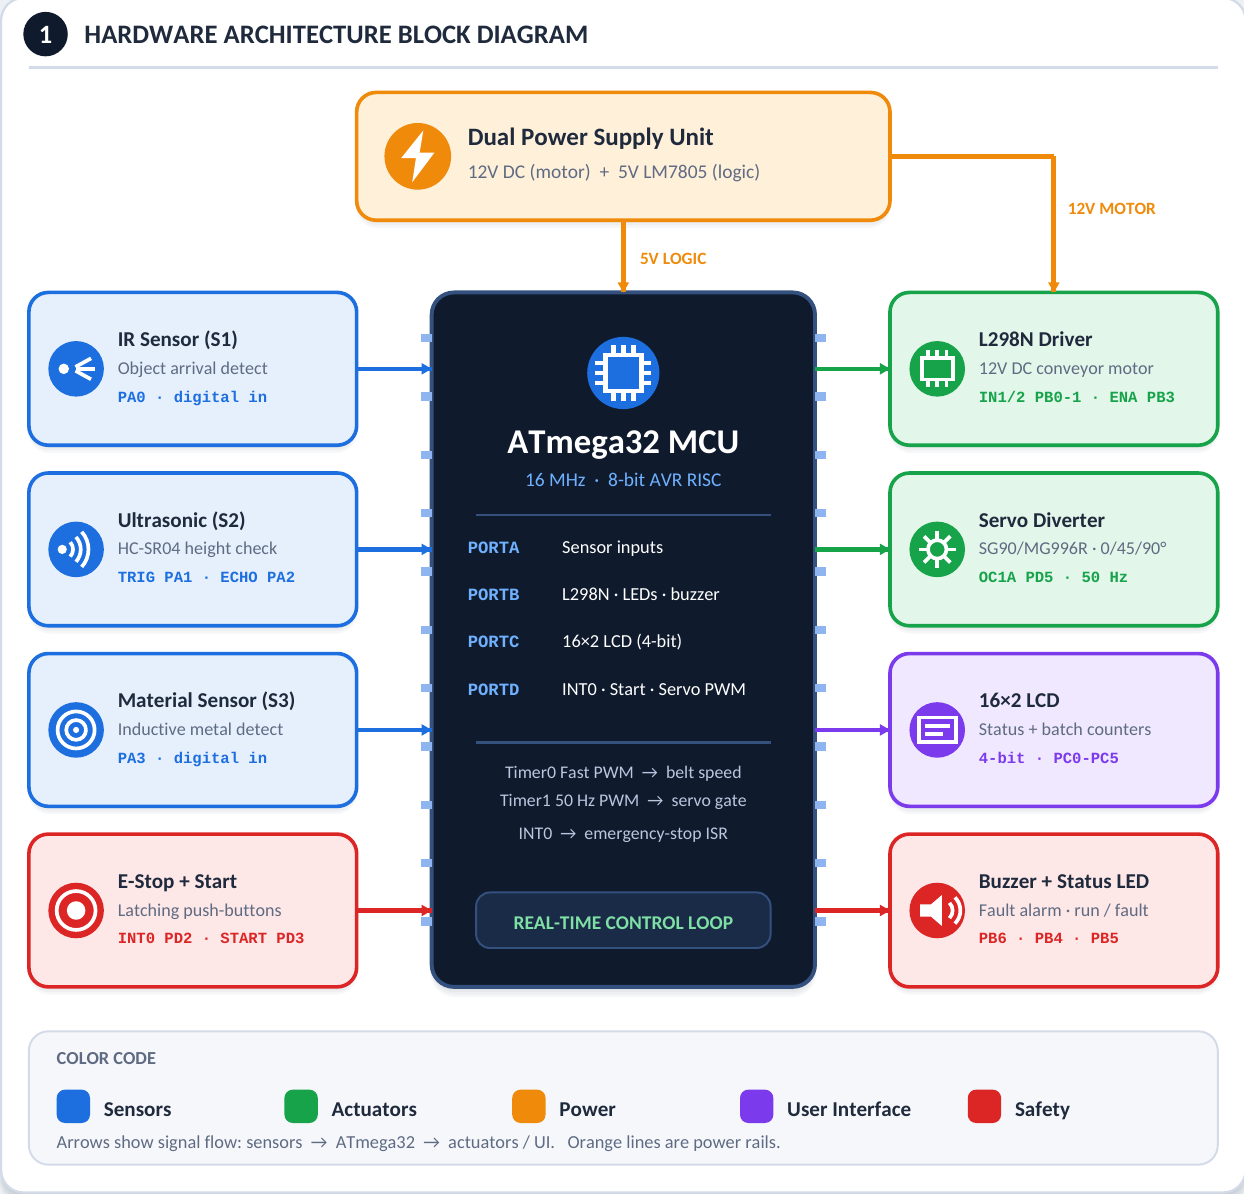 1 HARDWARE ARCHITECTURE BLOCK DIAGRAM
Dual Power Supply Unit
12V DC (motor) + 5V LM7805 (logic)
12V MOTOR
5V LOGIC
IR Sensor (S1)
Object arrival detect
PA0 · digital in
Ultrasonic (S2)
HC-SR04 height check
TRIG PA1 · ECHO PA2
Material Sensor (S3)
Inductive metal detect
PA3 · digital in
E-Stop + Start
Latching push-buttons
INT0 PD2 · START PD3
ATmega32 MCU
16 MHz · 8-bit AVR RISC
PORTA Sensor inputs
PORTB L298N · LEDs · buzzer
PORTC 16×2 LCD (4-bit)
PORTD INT0 · Start · Servo PWM
Timer0 Fast PWM → belt speed
Timer1 50 Hz PWM → servo gate
INT0 → emergency-stop ISR
REAL-TIME CONTROL LOOP
L298N Driver
12V DC conveyor motor
IN1/2 PB0-1 · ENA PB3
Servo Diverter
SG90/MG996R · 0/45/90°
OC1A PD5 · 50 Hz
16×2 LCD
Status + batch counters
4-bit · PC0-PC5
Buzzer + Status LED
Fault alarm · run / fault
PB6 · PB4 · PB5
COLOR CODE
Sensors Actuators Power User Interface Safety
Arrows show signal flow: sensors → ATmega32 → actuators / UI. Orange lines are power rails.